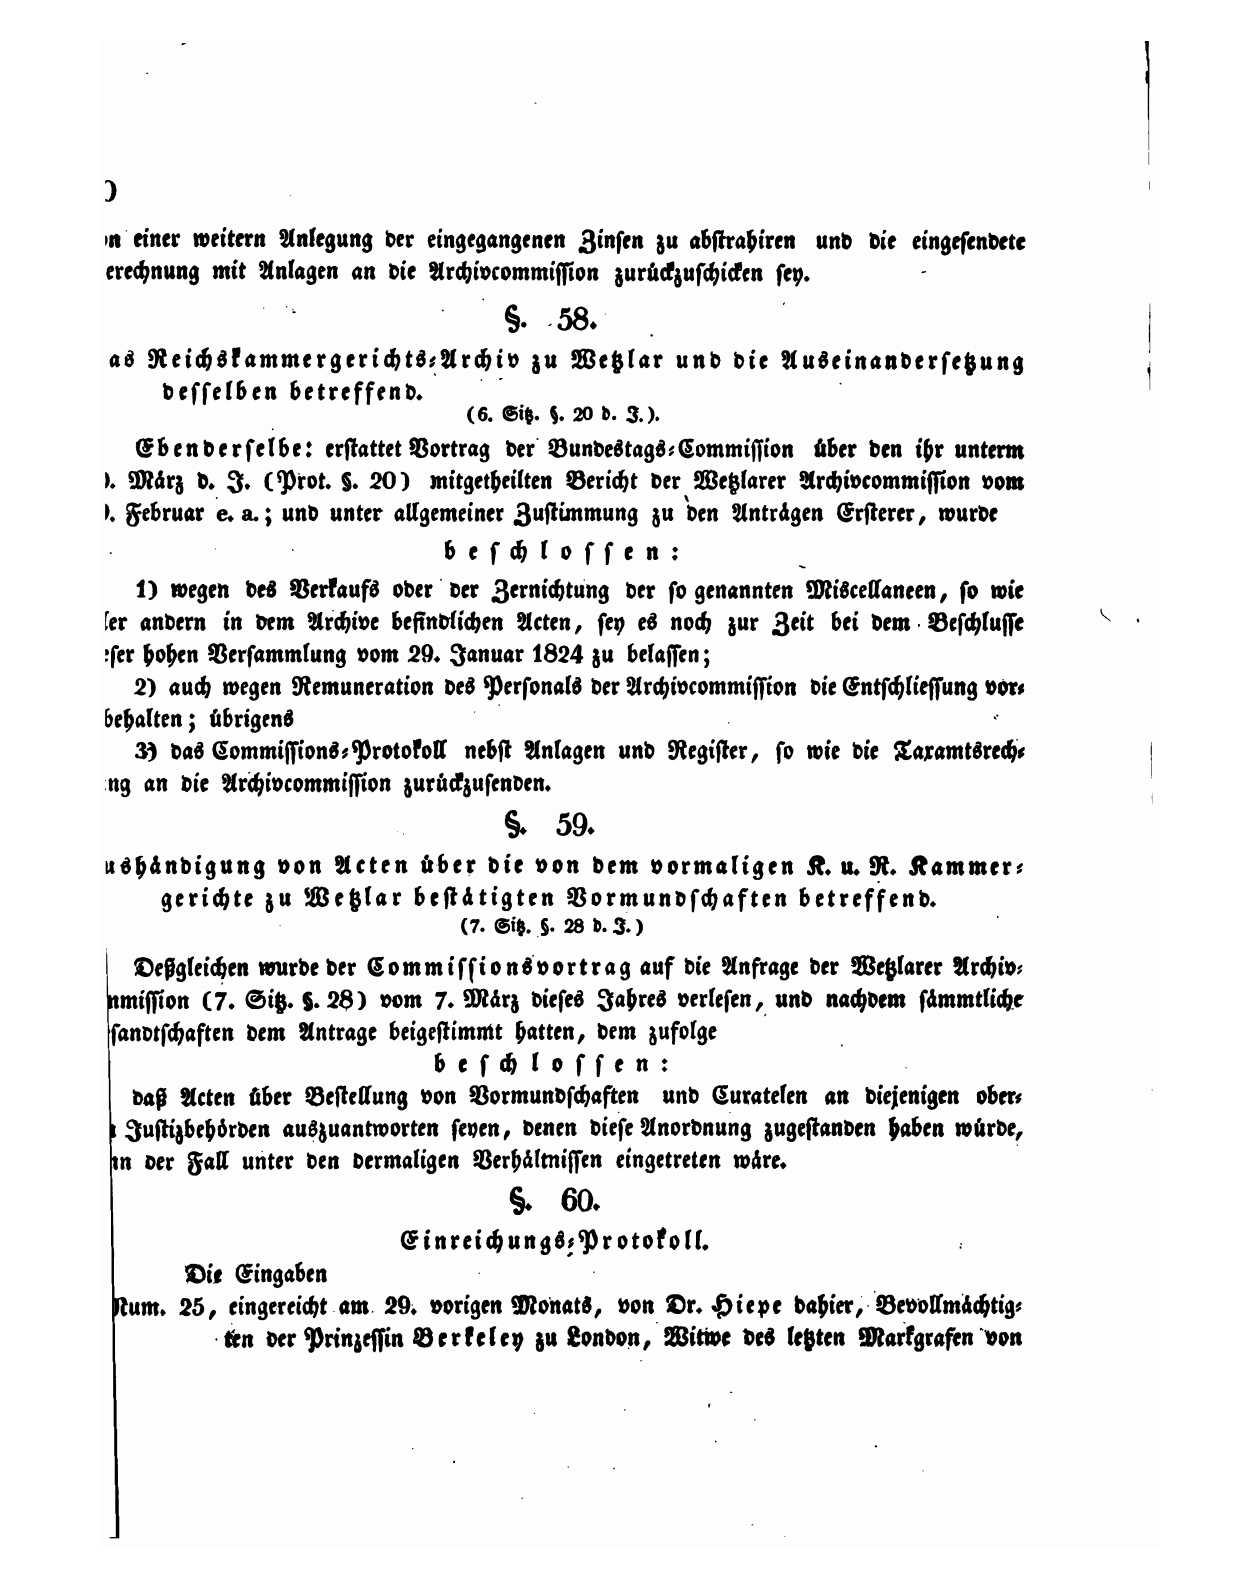 einer weitern Anlegung der eingegangenen Zinsen zu abstrahiren und die eingesendete
erechnung mit Anlagen an die Archivcommission zurückzuschicken sey.
§. 58.
as Reichskammergerichts-Archiv zu Wetzlar und die Auseinandersetzung
desselben betreffend.
(6. Sitz. §. 20 d. J.).
Ebenderselbe: erstattet Vortrag der Bundestags-Commission über den ihr unterm
März d. J. (Prot. §. 20) mitgetheilten Bericht der Wetzlarer Archivcommission vom
Februar e. a.; und unter allgemeiner Zustimmung zu den Anträgen Ersterer, wurde
beschlossen:
1) wegen des Verkaufs oder der Zernichtung der so genannten Miscellaneen, so wie
ler andern in dem Archive befindlichen Acten, sey es noch zur Zeit bei dem Beschlusse
eser hohen Versammlung vom 29. Januar 1824 zu belassen;
2) auch wegen Remuneration des Personals der Archivcommission die Entschliessung vor-
behalten; übrigens
3) das Commissions-Protokoll nebst Anlagen und Register, so wie die Taxamtsrech-
ng an die Archivcommission zurückzusenden.
§. 59.
ushändigung von Acten über die von dem vormaligen K. u. R. Kammer-
gerichte zu Wetzlar bestätigten Vormundschaften betreffend.
(7. Sitz. §. 28 d. J.)
Deßgleichen wurde der Commissionsvortrag auf die Anfrage der Wetzlarer Archiv-
mmission (7. Sitz. §. 28) vom 7. März dieses Jahres verlesen, und nachdem sämmtliche
sandtschaften dem Antrage beigestimmt hatten, dem zufolge
beschlossen:
daß Acten über Bestellung von Vormundschaften und Curatelen an diejenigen ober-
Justizbehörden auszuantworten seyen, denen diese Anordnung zugestanden haben würde,
nn der Fall unter den dermaligen Verhältnissen eingetreten wäre.
§. 60.
Einreichungs-Protokoll.
Die Eingaben
Num. 25, eingereicht am 29. vorigen Monats, von Dr. Hiepe dahier, Bevollmächtig-
ten der Prinzessin Berkeley zu London, Witwe des letzten Markgrafen von